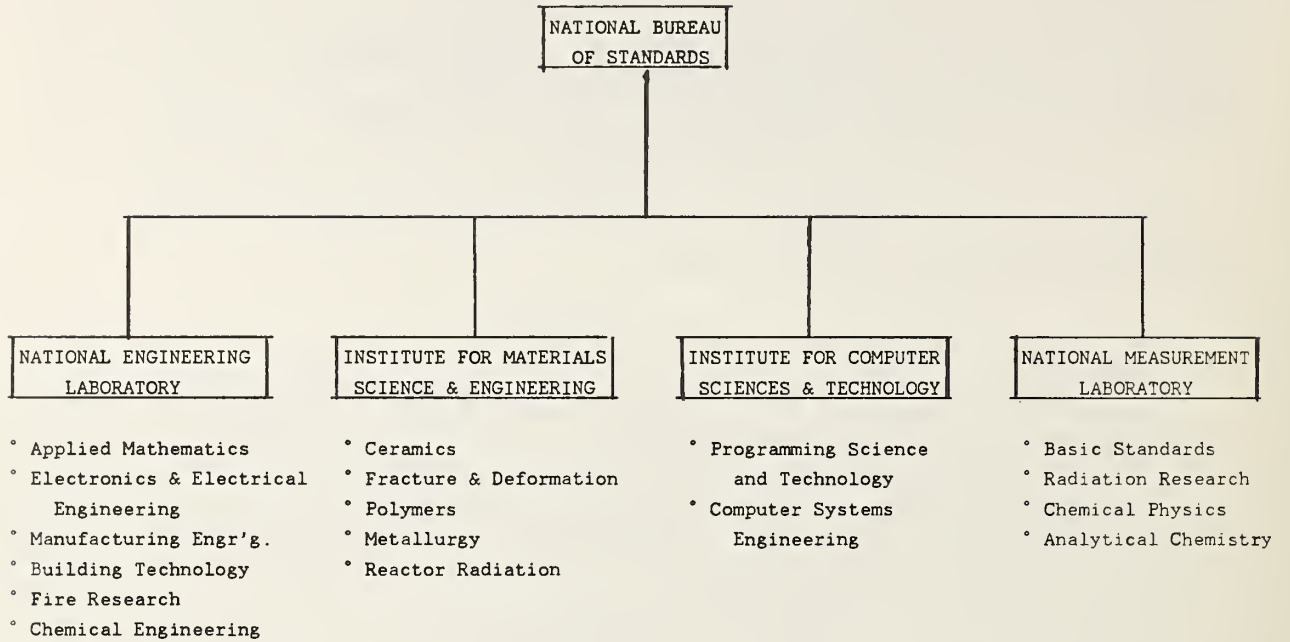 NATIONAL BUREAU
OF STANDARDS
NATIONAL ENGINEERING
LABORATORY
° Applied Mathematics
° Electronics & Electrical
Engineering
° Manufacturing Engr'g.
° Building Technology
° Fire Research
° Chemical Engineering
INSTITUTE FOR MATERIALS
SCIENCE & ENGINEERING
° Ceramics
° Fracture & Deformation
° Polymers
° Metallurgy
° Reactor Radiation
INSTITUTE FOR COMPUTER
SCIENCES & TECHNOLOGY
° Programming Science
and Technology
° Computer Systems
Engineering
NATIONAL MEASUREMENT
LABORATORY
° Basic Standards
° Radiation Research
° Chemical Physics
° Analytical Chemistry